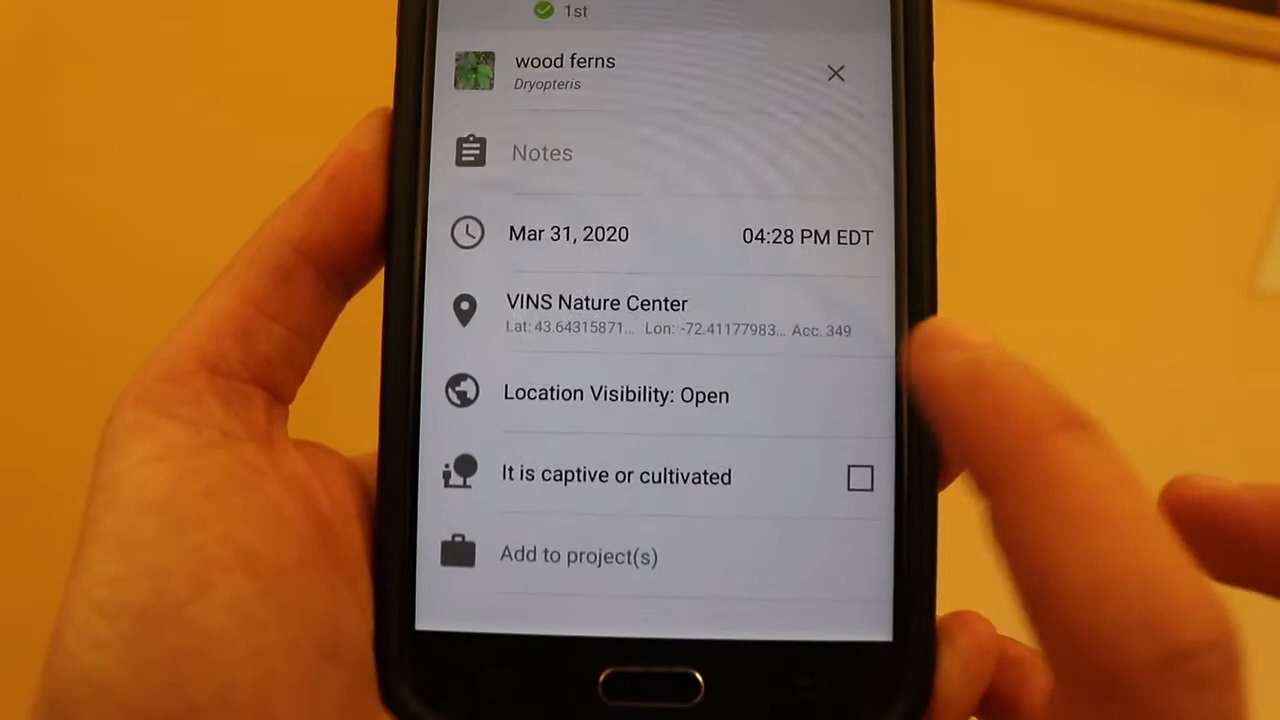 1st
wood ferns
Dryopteris
Notes
Mar 31, 2020 04:28 PM EDT
VINS Nature Center
Lat: 43.64315871... Lon: -72.41177983... Acc. 349
Location Visibility: Open
It is captive or cultivated
Add to project(s)